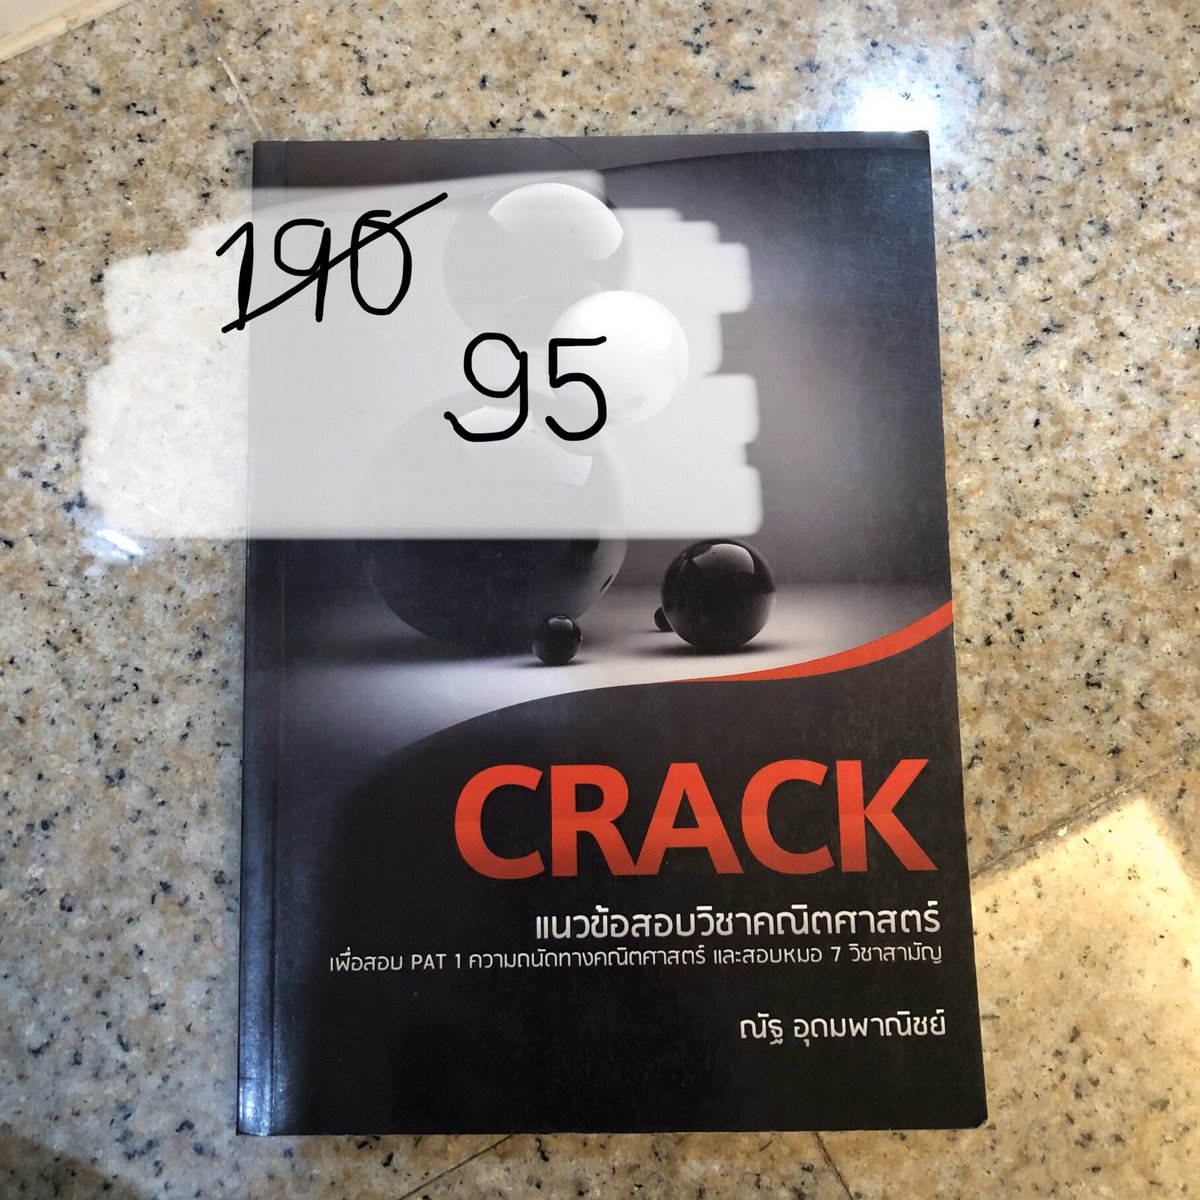 190
95
CRACK
แนวข้อสอบวิชาคณิตศาสตร์
เพื่อสอบ PAT 1 ความถนัดทางคณิตศาสตร์ และสอบหมอ 7 วิชาสามัญ
ณัฐ อุดมพาณิชย์